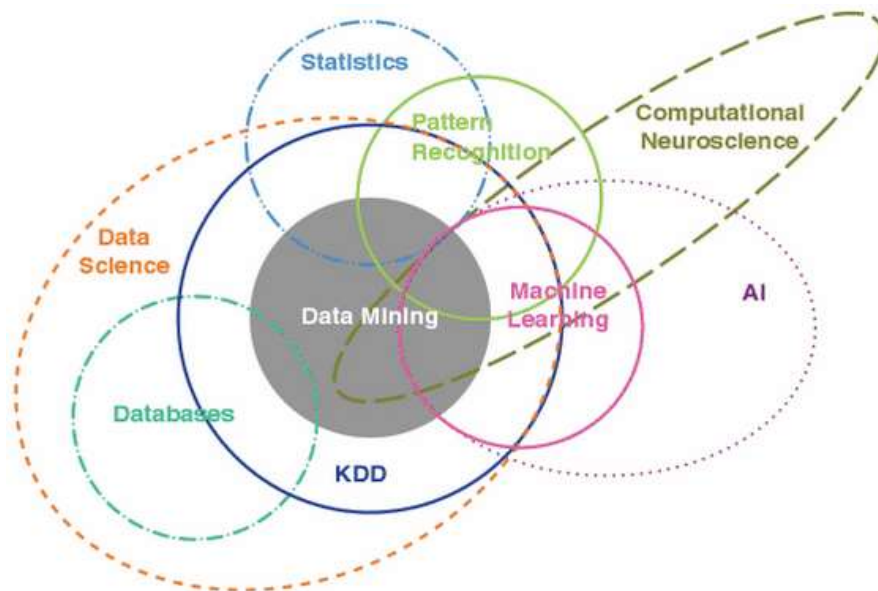 Statistics
Pattern
Recognition
Computational
Neuroscience
Data
Science
Machine
Learning
AI
Data Mining
Databases
KDD